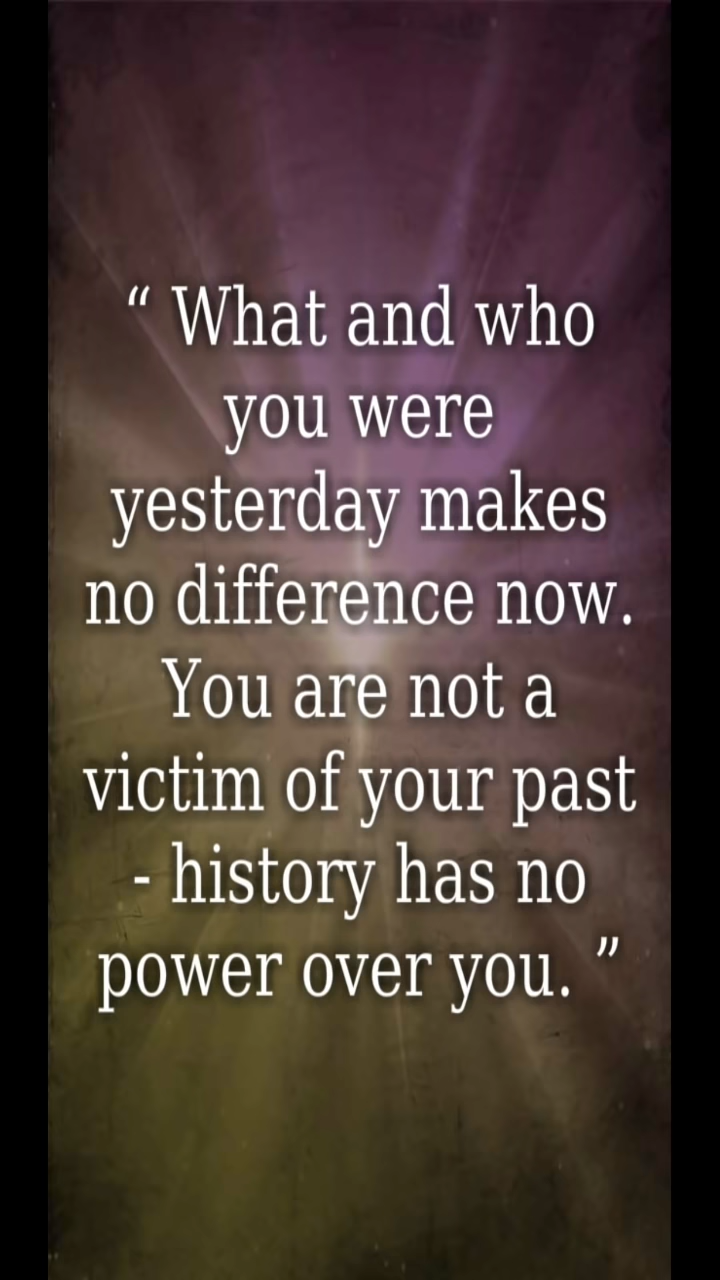 “ What and who
you were
yesterday makes
no difference now.
You are not a
victim of your past
- history has no
power over you. ”